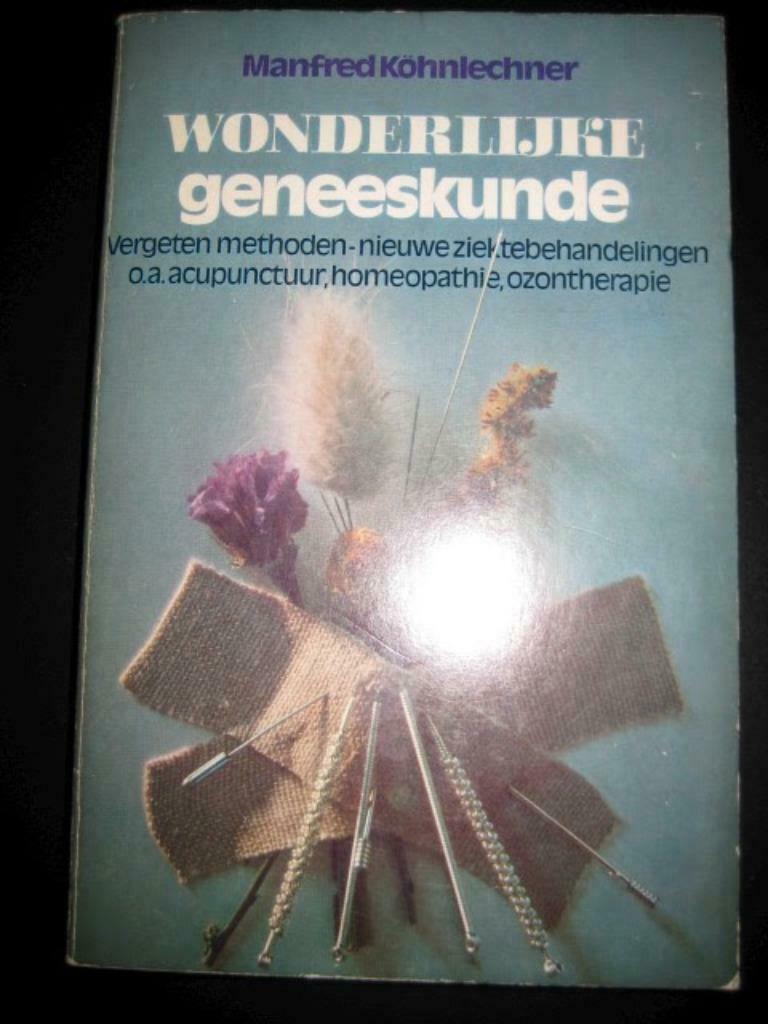 Manfred Köhnlechner
WONDERLIJKE
geneeskunde
Vergeten methoden-nieuwe ziektebehandelingen
o.a. acupunctuur, homeopathie, ozontherapie